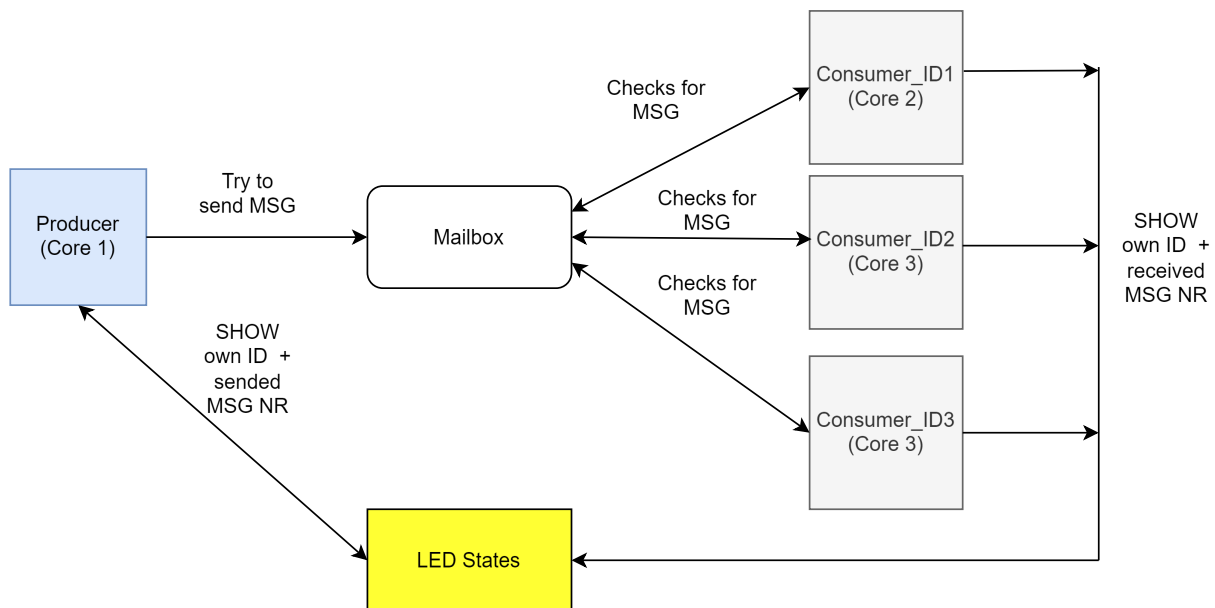 Producer
(Core 1)
Try to
send MSG
Mailbox
Checks for
MSG
Checks for
MSG
Checks for
MSG
Consumer_ID1
(Core 2)
Consumer_ID2
(Core 3)
Consumer_ID3
(Core 3)
SHOW
own ID  +
received
MSG NR
SHOW
own ID  +
sended
MSG NR
LED States